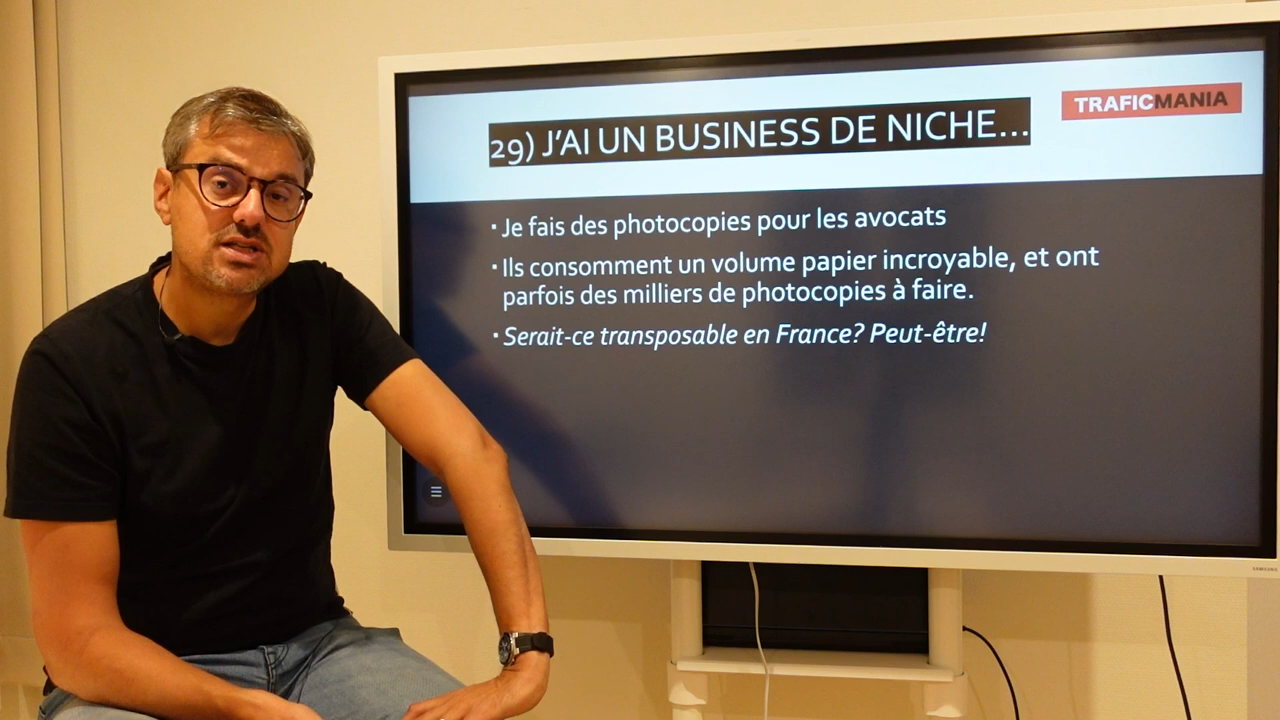 TRAFICMANIA
29) J'AI UN BUSINESS DE NICHE...
▪ Je fais des photocopies pour les avocats
▪ Ils consomment un volume papier incroyable, et ont
parfois des milliers de photocopies à faire.
▪ Serait-ce transposable en France? Peut-être!
SAMSUNG